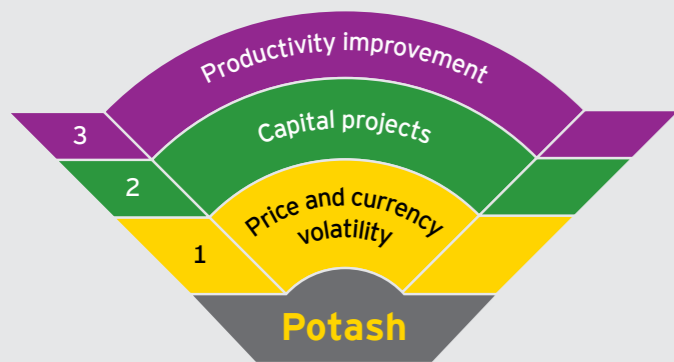 Productivity improvement
3
Capital projects
2
Price and currency
volatility
1
Potash